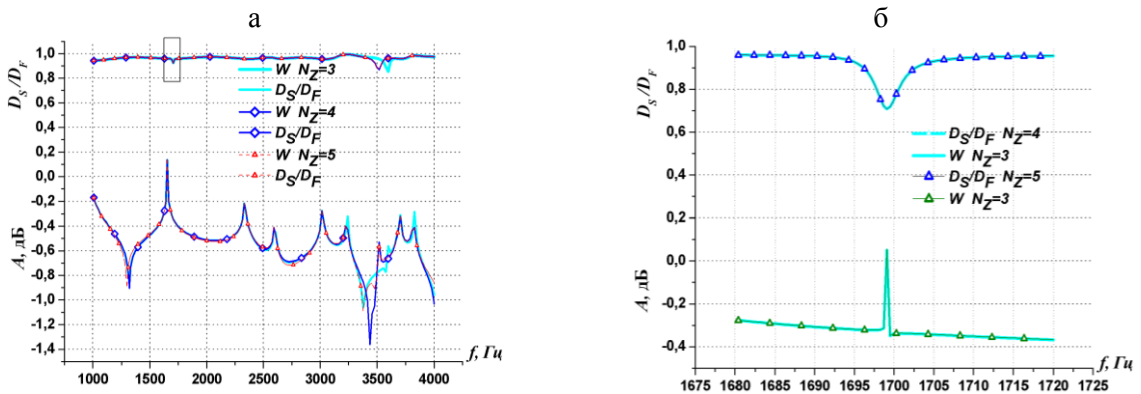 а
D_S/D_F
1,0
0,8
0,6
0,4
0,2
0,0
-0,2
-0,4
-0,6
-0,8
-1,0
-1,2
-1,4
A, дБ
W N_Z=3
D_S/D_F
W N_Z=4
D_S/D_F
W N_Z=5
D_S/D_F
f, Гц
1000 1500 2000 2500 3000 3500 4000
б
D_S/D_F
1,0
0,8
0,6
0,4
0,2
0,0
-0,2
-0,4
A, дБ
D_S/D_F N_Z=4
W N_Z=3
D_S/D_F N_Z=5
W N_Z=3
f, Гц
1675 1680 1685 1690 1695 1700 1705 1710 1715 1720 1725